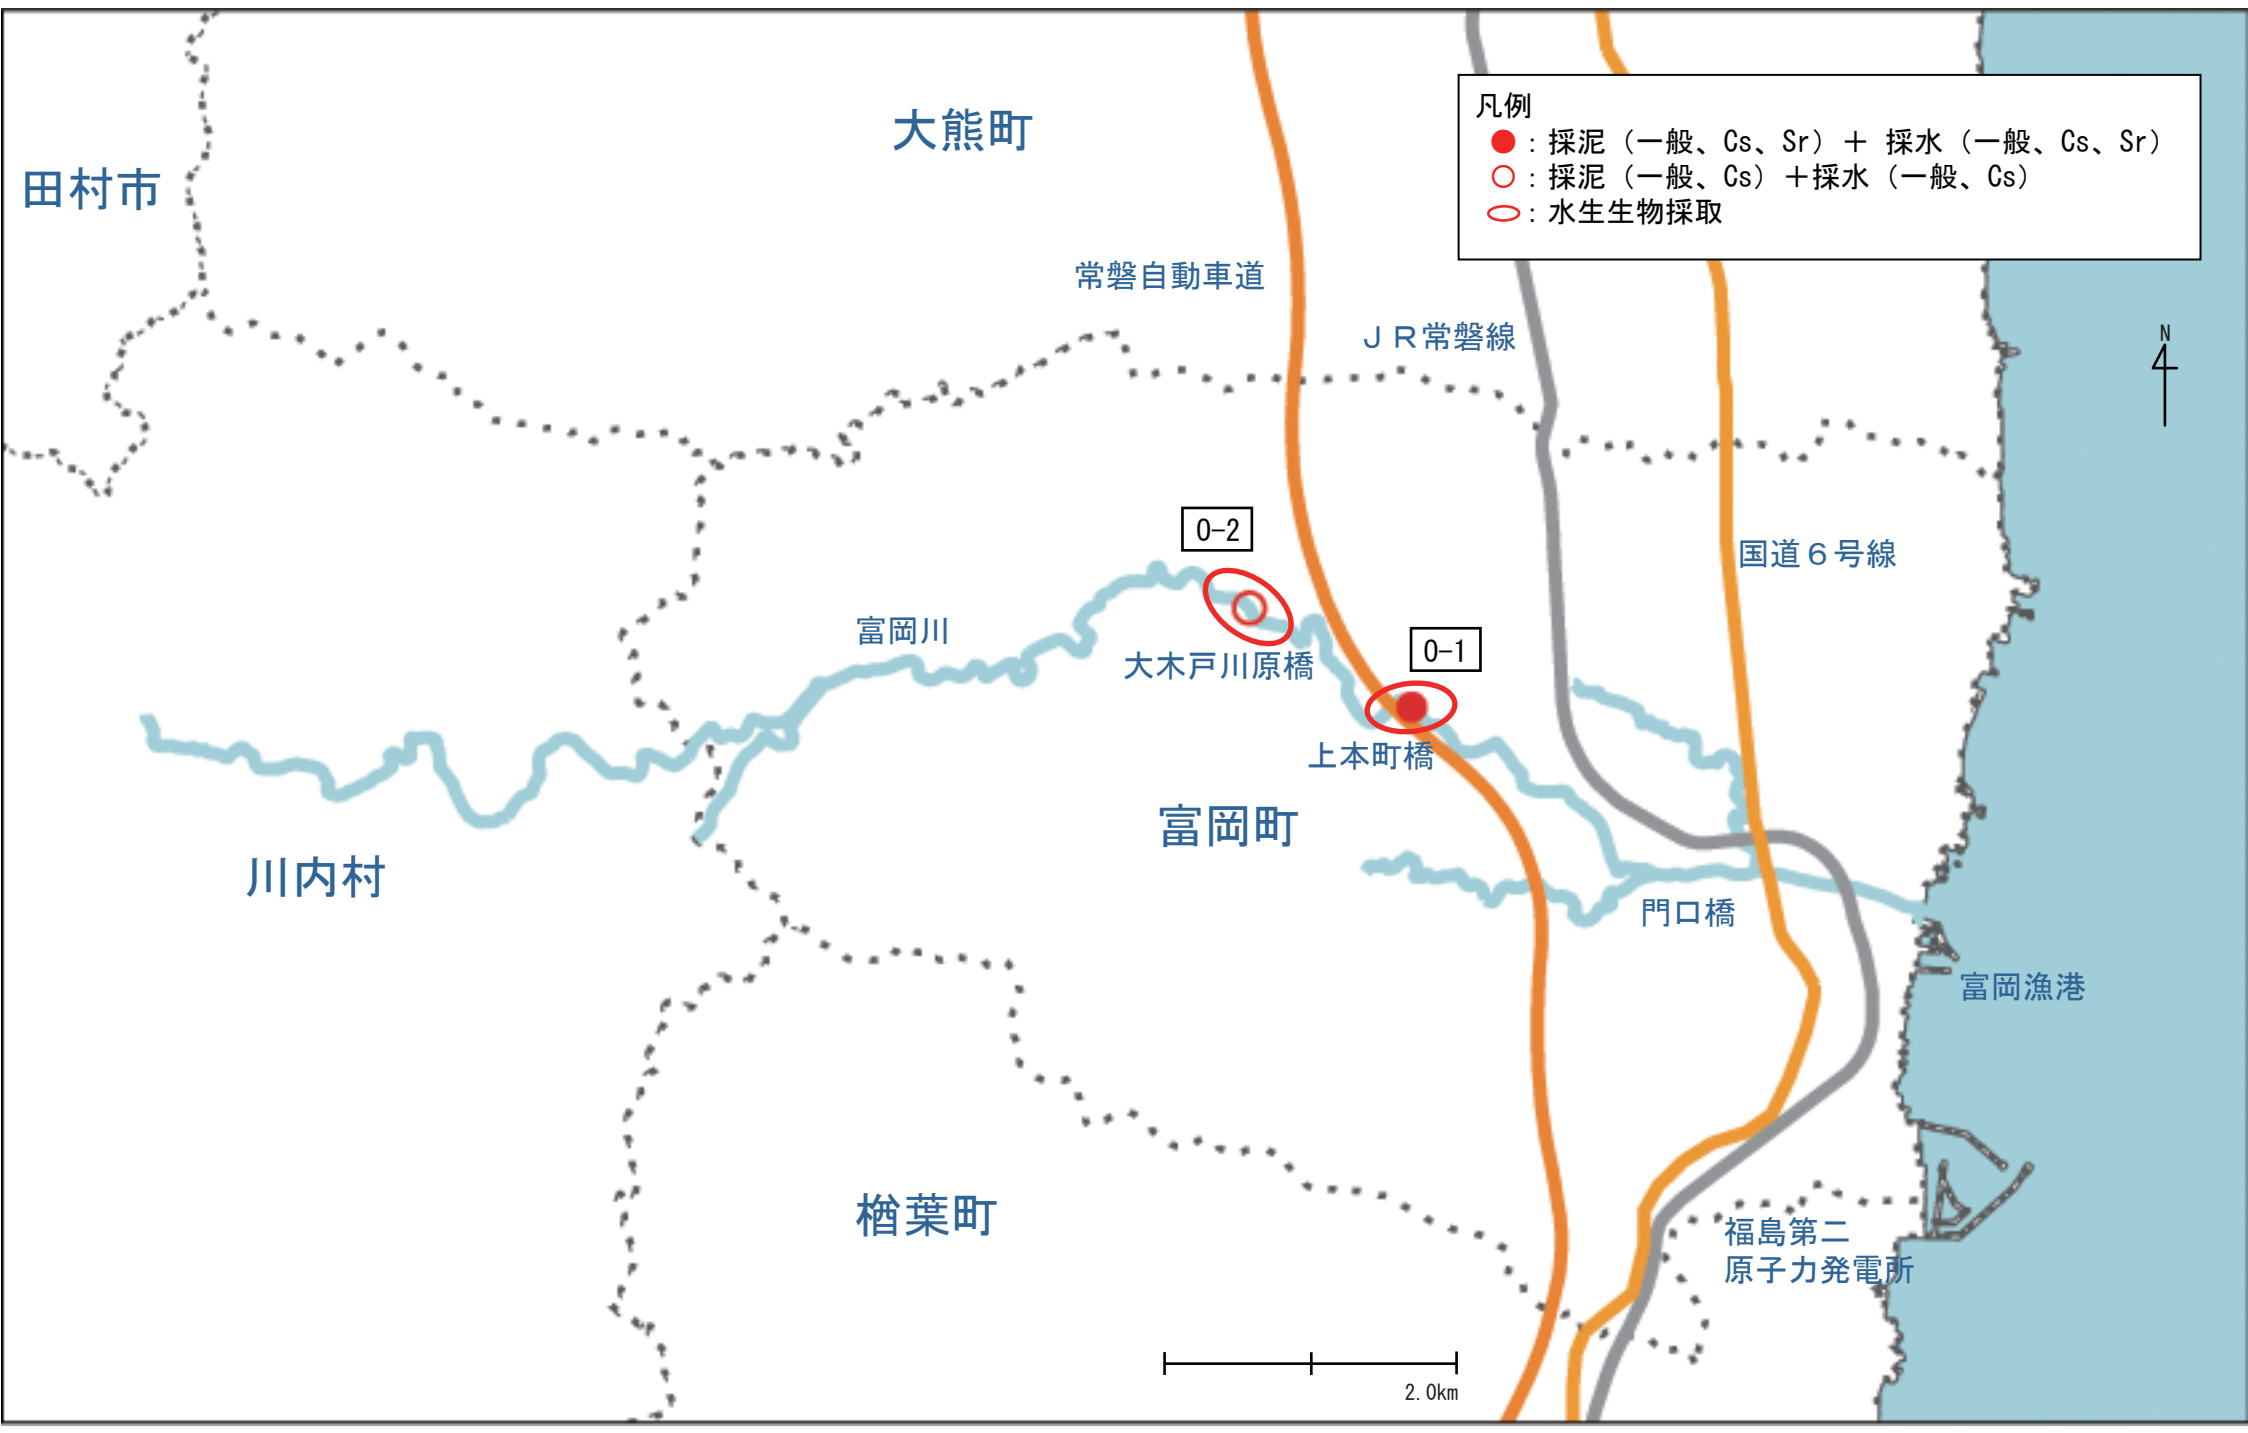 凡例
：採泥（一般、Cs、Sr）＋ 採水（一般、Cs、Sr）
：採泥（一般、Cs）＋採水（一般、Cs）
：水生生物採取
大熊町
田村市
常磐自動車道
ＪＲ常磐線
N
0-2
国道６号線
富岡川
大木戸川原橋
0-1
上本町橋
富岡町
川内村
門口橋
富岡漁港
楢葉町
福島第二
原子力発電所
2.0km